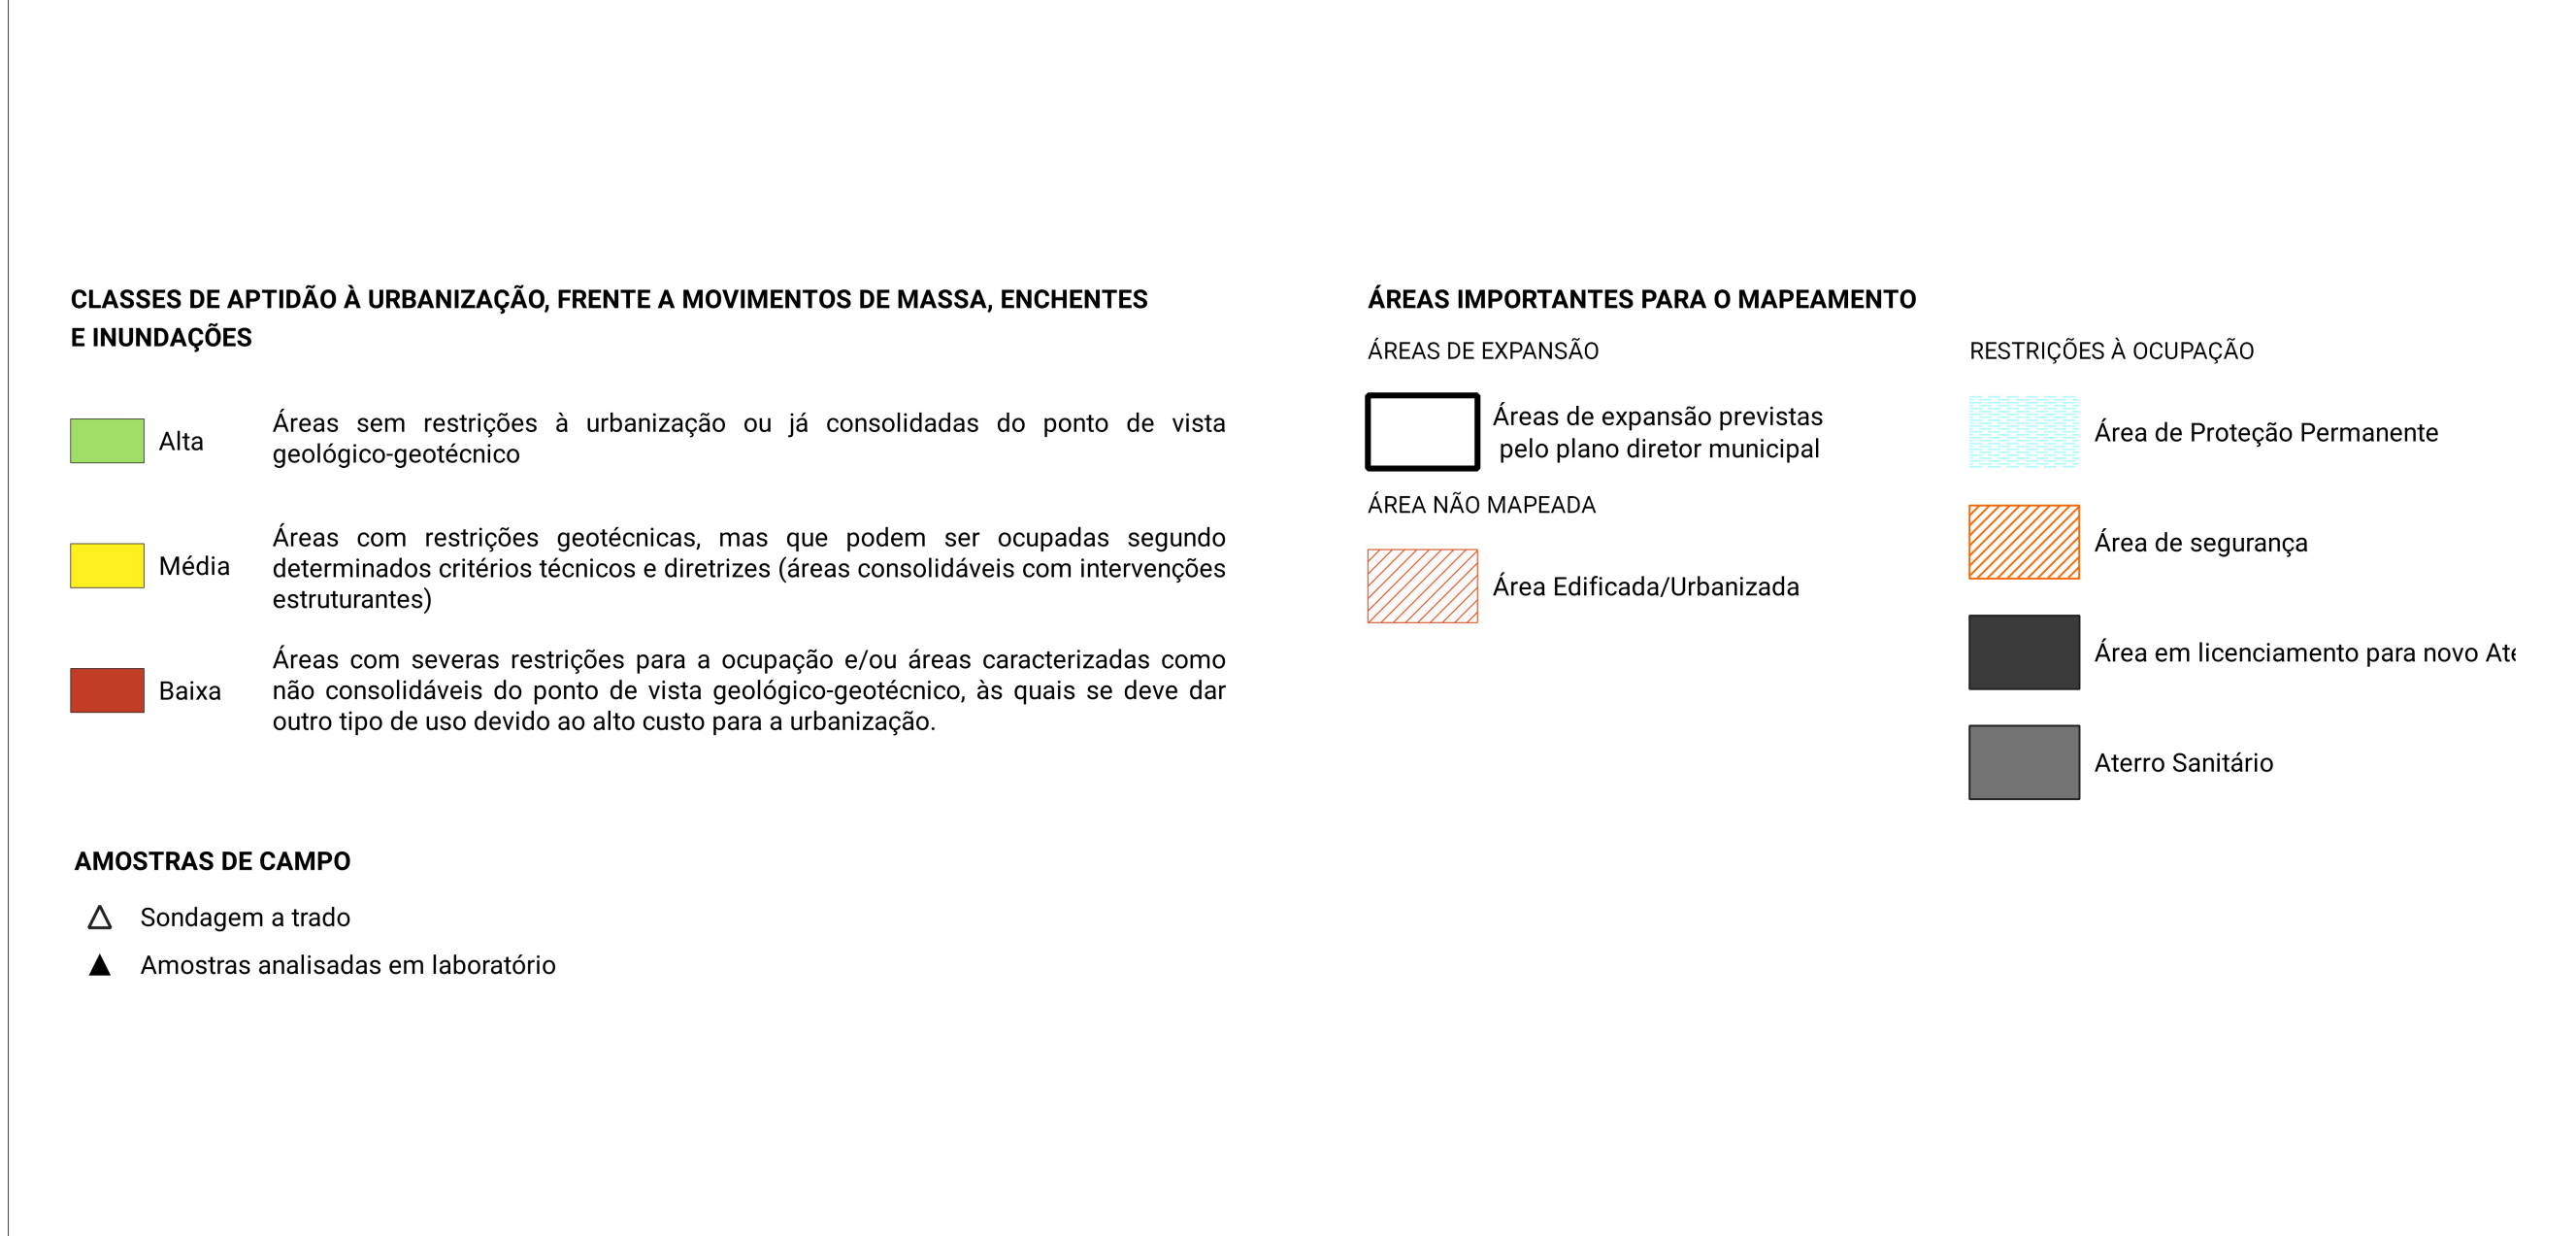 CLASSES DE APTIDÃO À URBANIZAÇÃO, FRENTE A MOVIMENTOS DE MASSA, ENCHENTES
E INUNDAÇÕES
Alta
Áreas sem restrições à urbanização ou já consolidadas do ponto de vista
geológico-geotécnico
Média
Áreas com restrições geotécnicas, mas que podem ser ocupadas segundo
determinados critérios técnicos e diretrizes (áreas consolidáveis com intervenções
estruturantes)
Baixa
Áreas com severas restrições para a ocupação e/ou áreas caracterizadas como
não consolidáveis do ponto de vista geológico-geotécnico, às quais se deve dar
outro tipo de uso devido ao alto custo para a urbanização.
AMOSTRAS DE CAMPO
Sondagem a trado
Amostras analisadas em laboratório
ÁREAS IMPORTANTES PARA O MAPEAMENTO
ÁREAS DE EXPANSÃO
Áreas de expansão previstas
pelo plano diretor municipal
ÁREA NÃO MAPEADA
Área Edificada/Urbanizada
RESTRIÇÕES À OCUPAÇÃO
Área de Proteção Permanente
Área de segurança
Área em licenciamento para novo
Aterro Sanitário